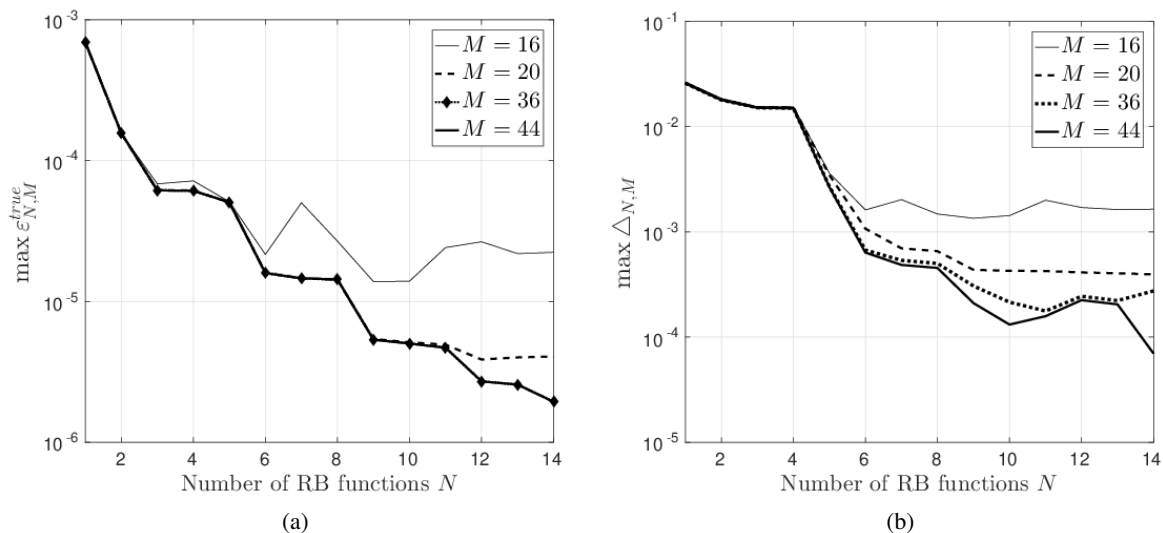 10^-3
10^-4
10^-5
10^-6
max ε^{true}_{N,M}
M = 16
M = 20
M = 36
M = 44
2 4 6 8 10 12 14
Number of RB functions N
(a)
10^-1
10^-2
10^-3
10^-4
10^-5
max △_{N,M}
M = 16
M = 20
M = 36
M = 44
2 4 6 8 10 12 14
Number of RB functions N
(b)